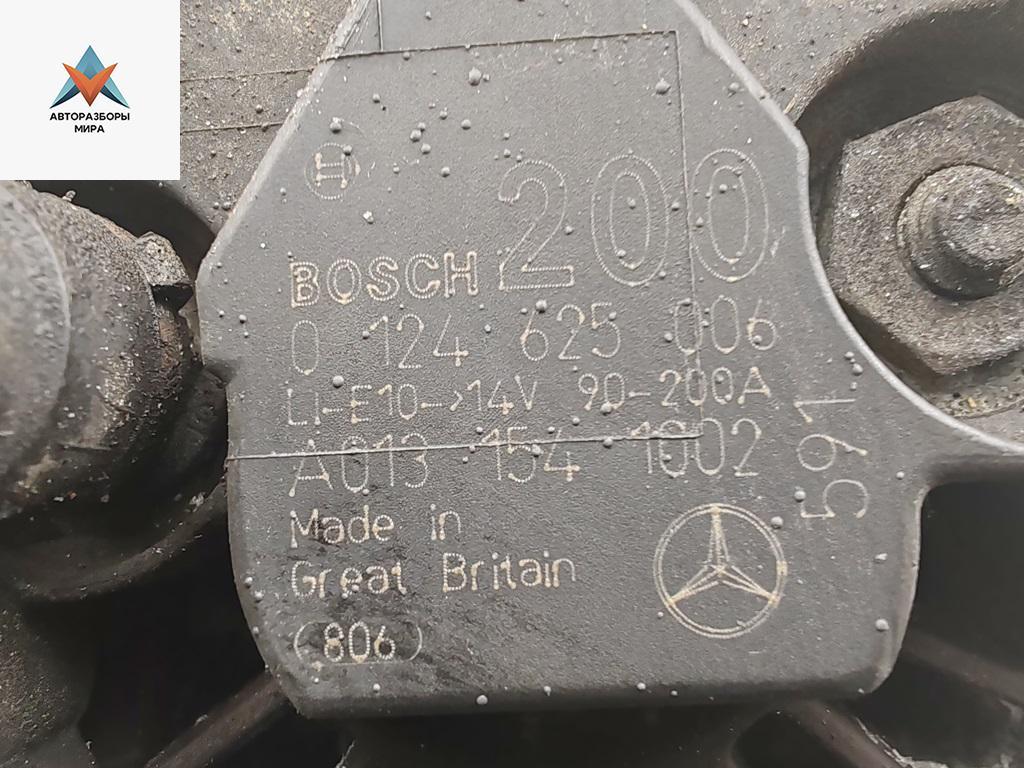 АВТОРАЗБОРЫ
МИРА
200
BOSCH
0 124 625 006
LI-E10->14V 90-200A
A013 154 1002
Made in
Great Britain
806
591